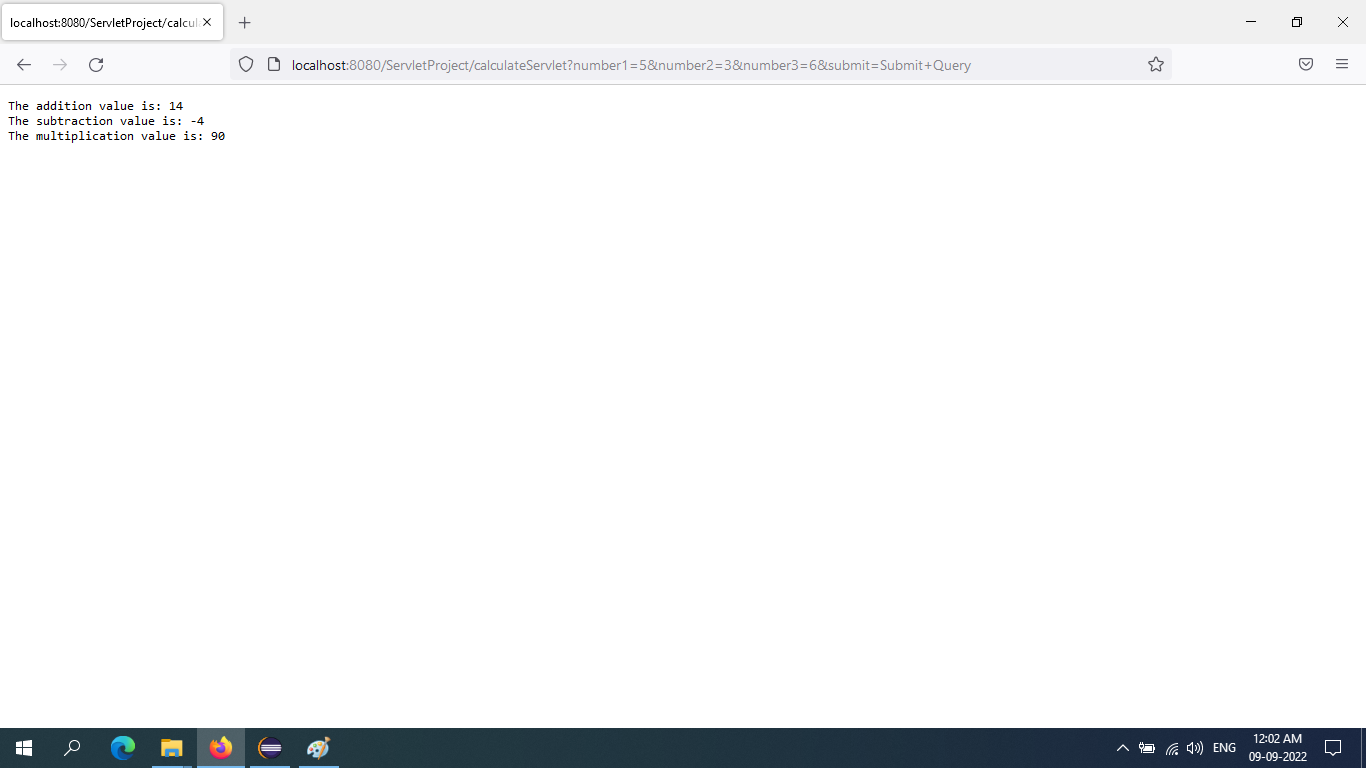 localhost:8080/ServletProject/calcul
localhost:8080/ServletProject/calculateServlet?number1=5&number2=3&number3=6&submit=Submit+Query
The addition value is: 14
The subtraction value is: -4
The multiplication value is: 90
ENG
12:02 AM
09-09-2022